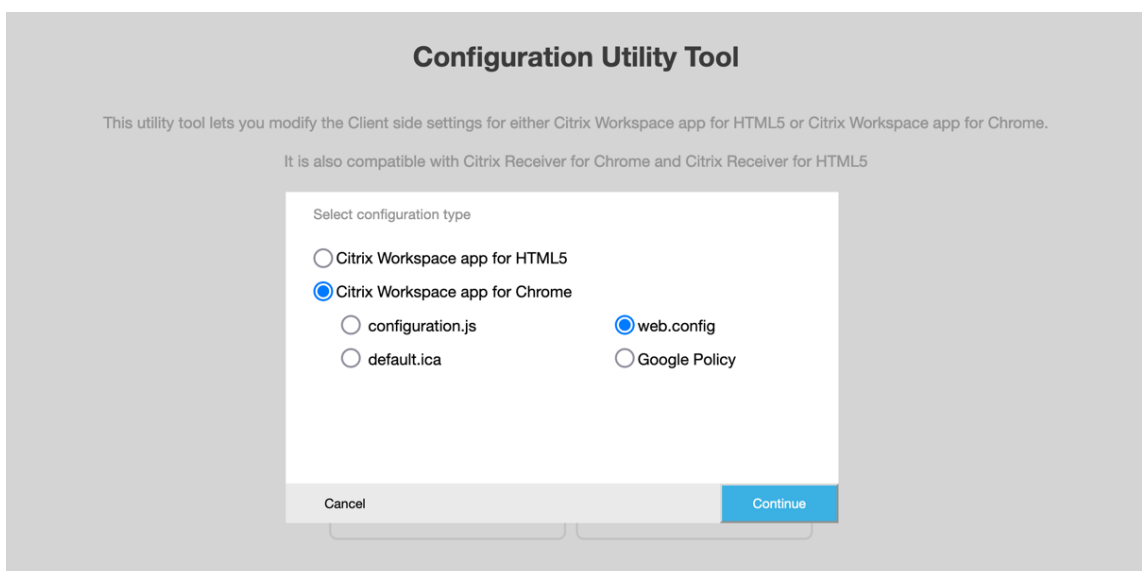 Configuration Utility Tool
This utility tool lets you modify the Client side settings for either Citrix Workspace app for HTML5 or Citrix Workspace app for Chrome.
It is also compatible with Citrix Receiver for Chrome and Citrix Receiver for HTML5
Select configuration type
Citrix Workspace app for HTML5
Citrix Workspace app for Chrome
configuration.js web.config
default.ica Google Policy
Cancel Continue